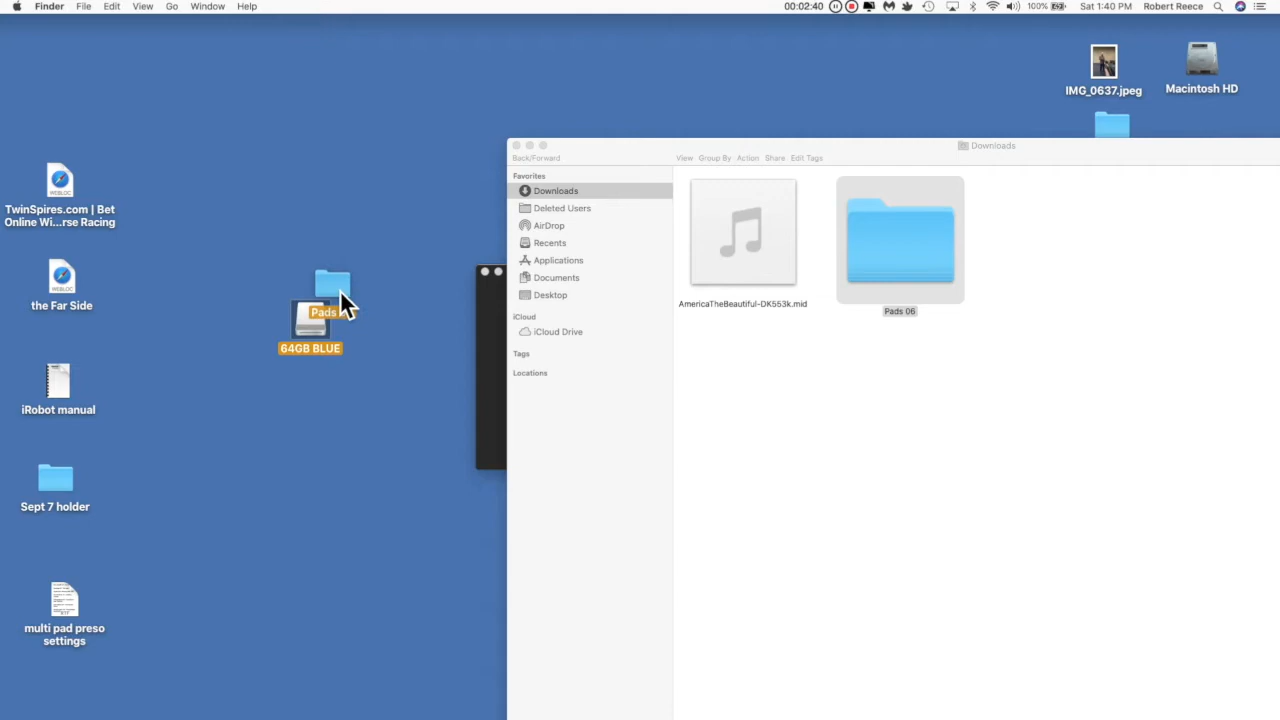 Finder File Edit View Go Window Help 00:02:40 100% Sat 1:40 PM Robert Reece
IMG_0637.jpeg
Macintosh HD
WEBLOC
TwinSpires.com | Bet
Online Wi...rse Racing
WEBLOC
the Far Side
iRobot manual
Sept 7 holder
multi pad preso
settings
Pads
64GB BLUE
Downloads
Back/Forward View Group By Action Share Edit Tags
Favorites
Downloads
Deleted Users
AirDrop
Recents
Applications
Documents
Desktop
iCloud
iCloud Drive
Tags
Locations
AmericaTheBeautiful-DK553k.mid
Pads 06